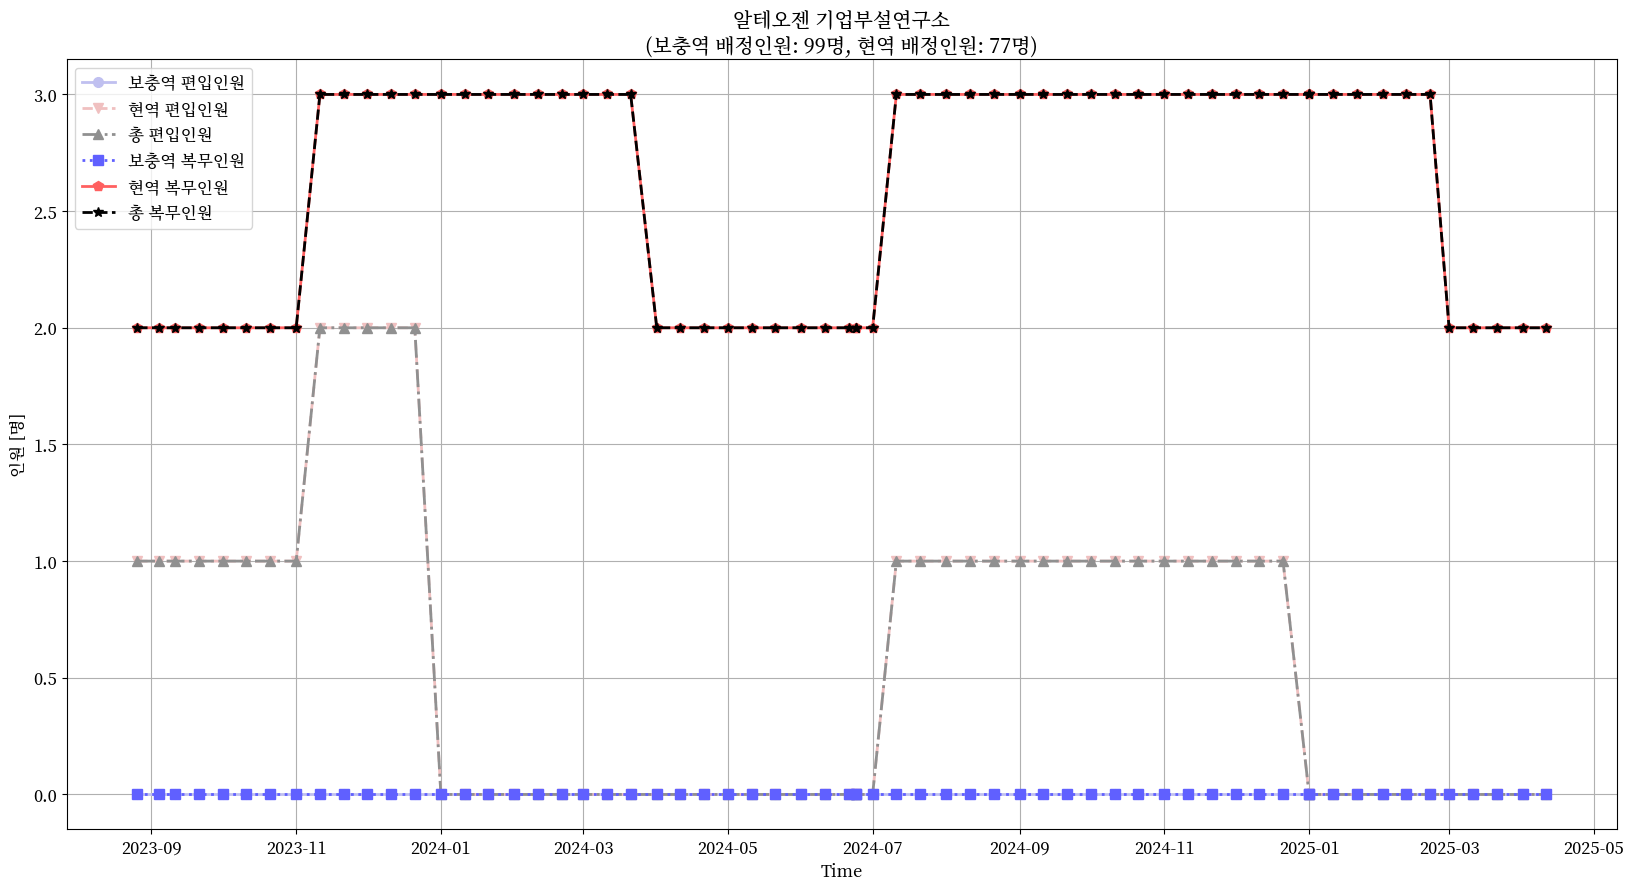 알테오젠 기업부설연구소
(보충역 배정인원: 99명, 현역 배정인원: 77명)
보충역 편입인원
현역 편입인원
총 편입인원
보충역 복무인원
현역 복무인원
총 복무인원
3.0
2.5
2.0
1.5
1.0
0.5
0.0
인원 [명]
2023-09
2023-11
2024-01
2024-03
2024-05
2024-07
2024-09
2024-11
2025-01
2025-03
2025-05
Time